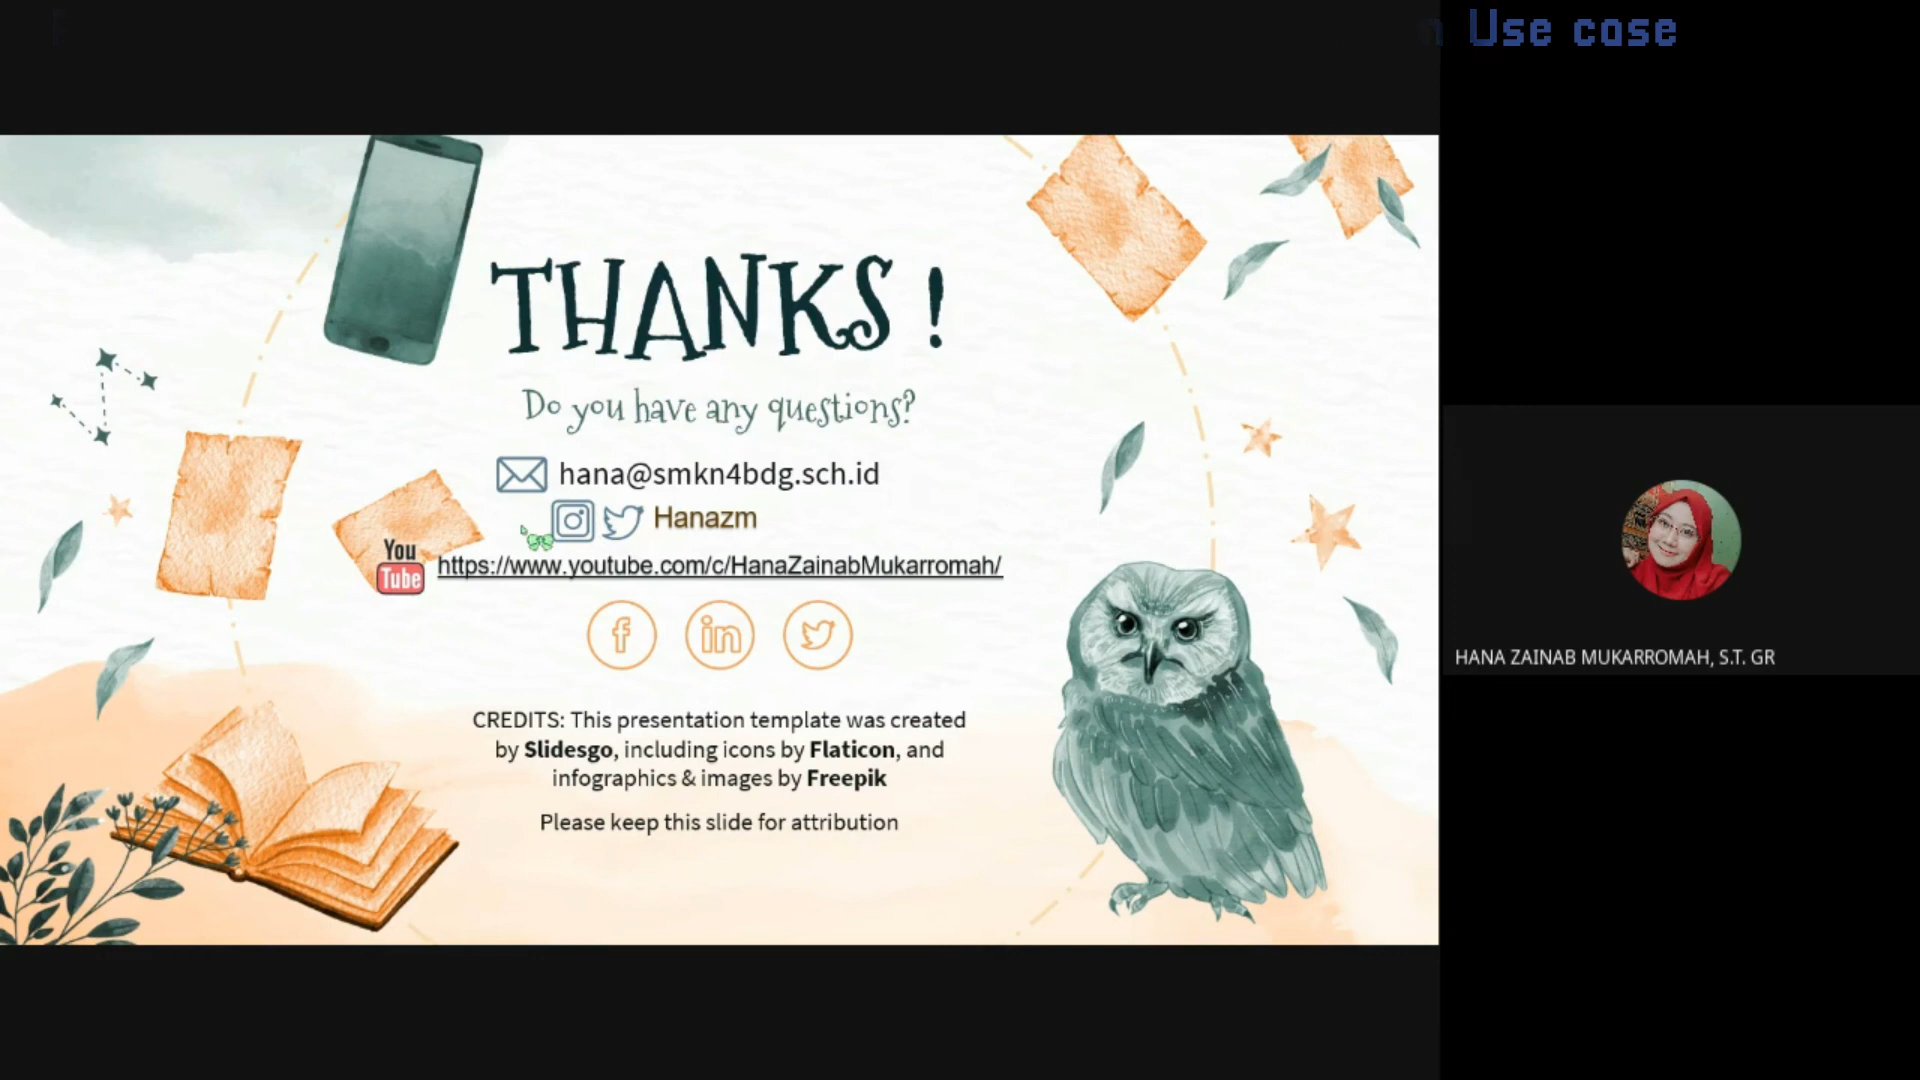 Use case
THANKS !
Do you have any questions?
hana@smkn4bdg.sch.id
Hanazm
You
Tube
https://www.youtube.com/c/HanaZainabMukarromah/
f in
CREDITS: This presentation template was created
by Slidesgo, including icons by Flaticon, and
infographics & images by Freepik
Please keep this slide for attribution
HANA ZAINAB MUKARROMAH, S.T. GR